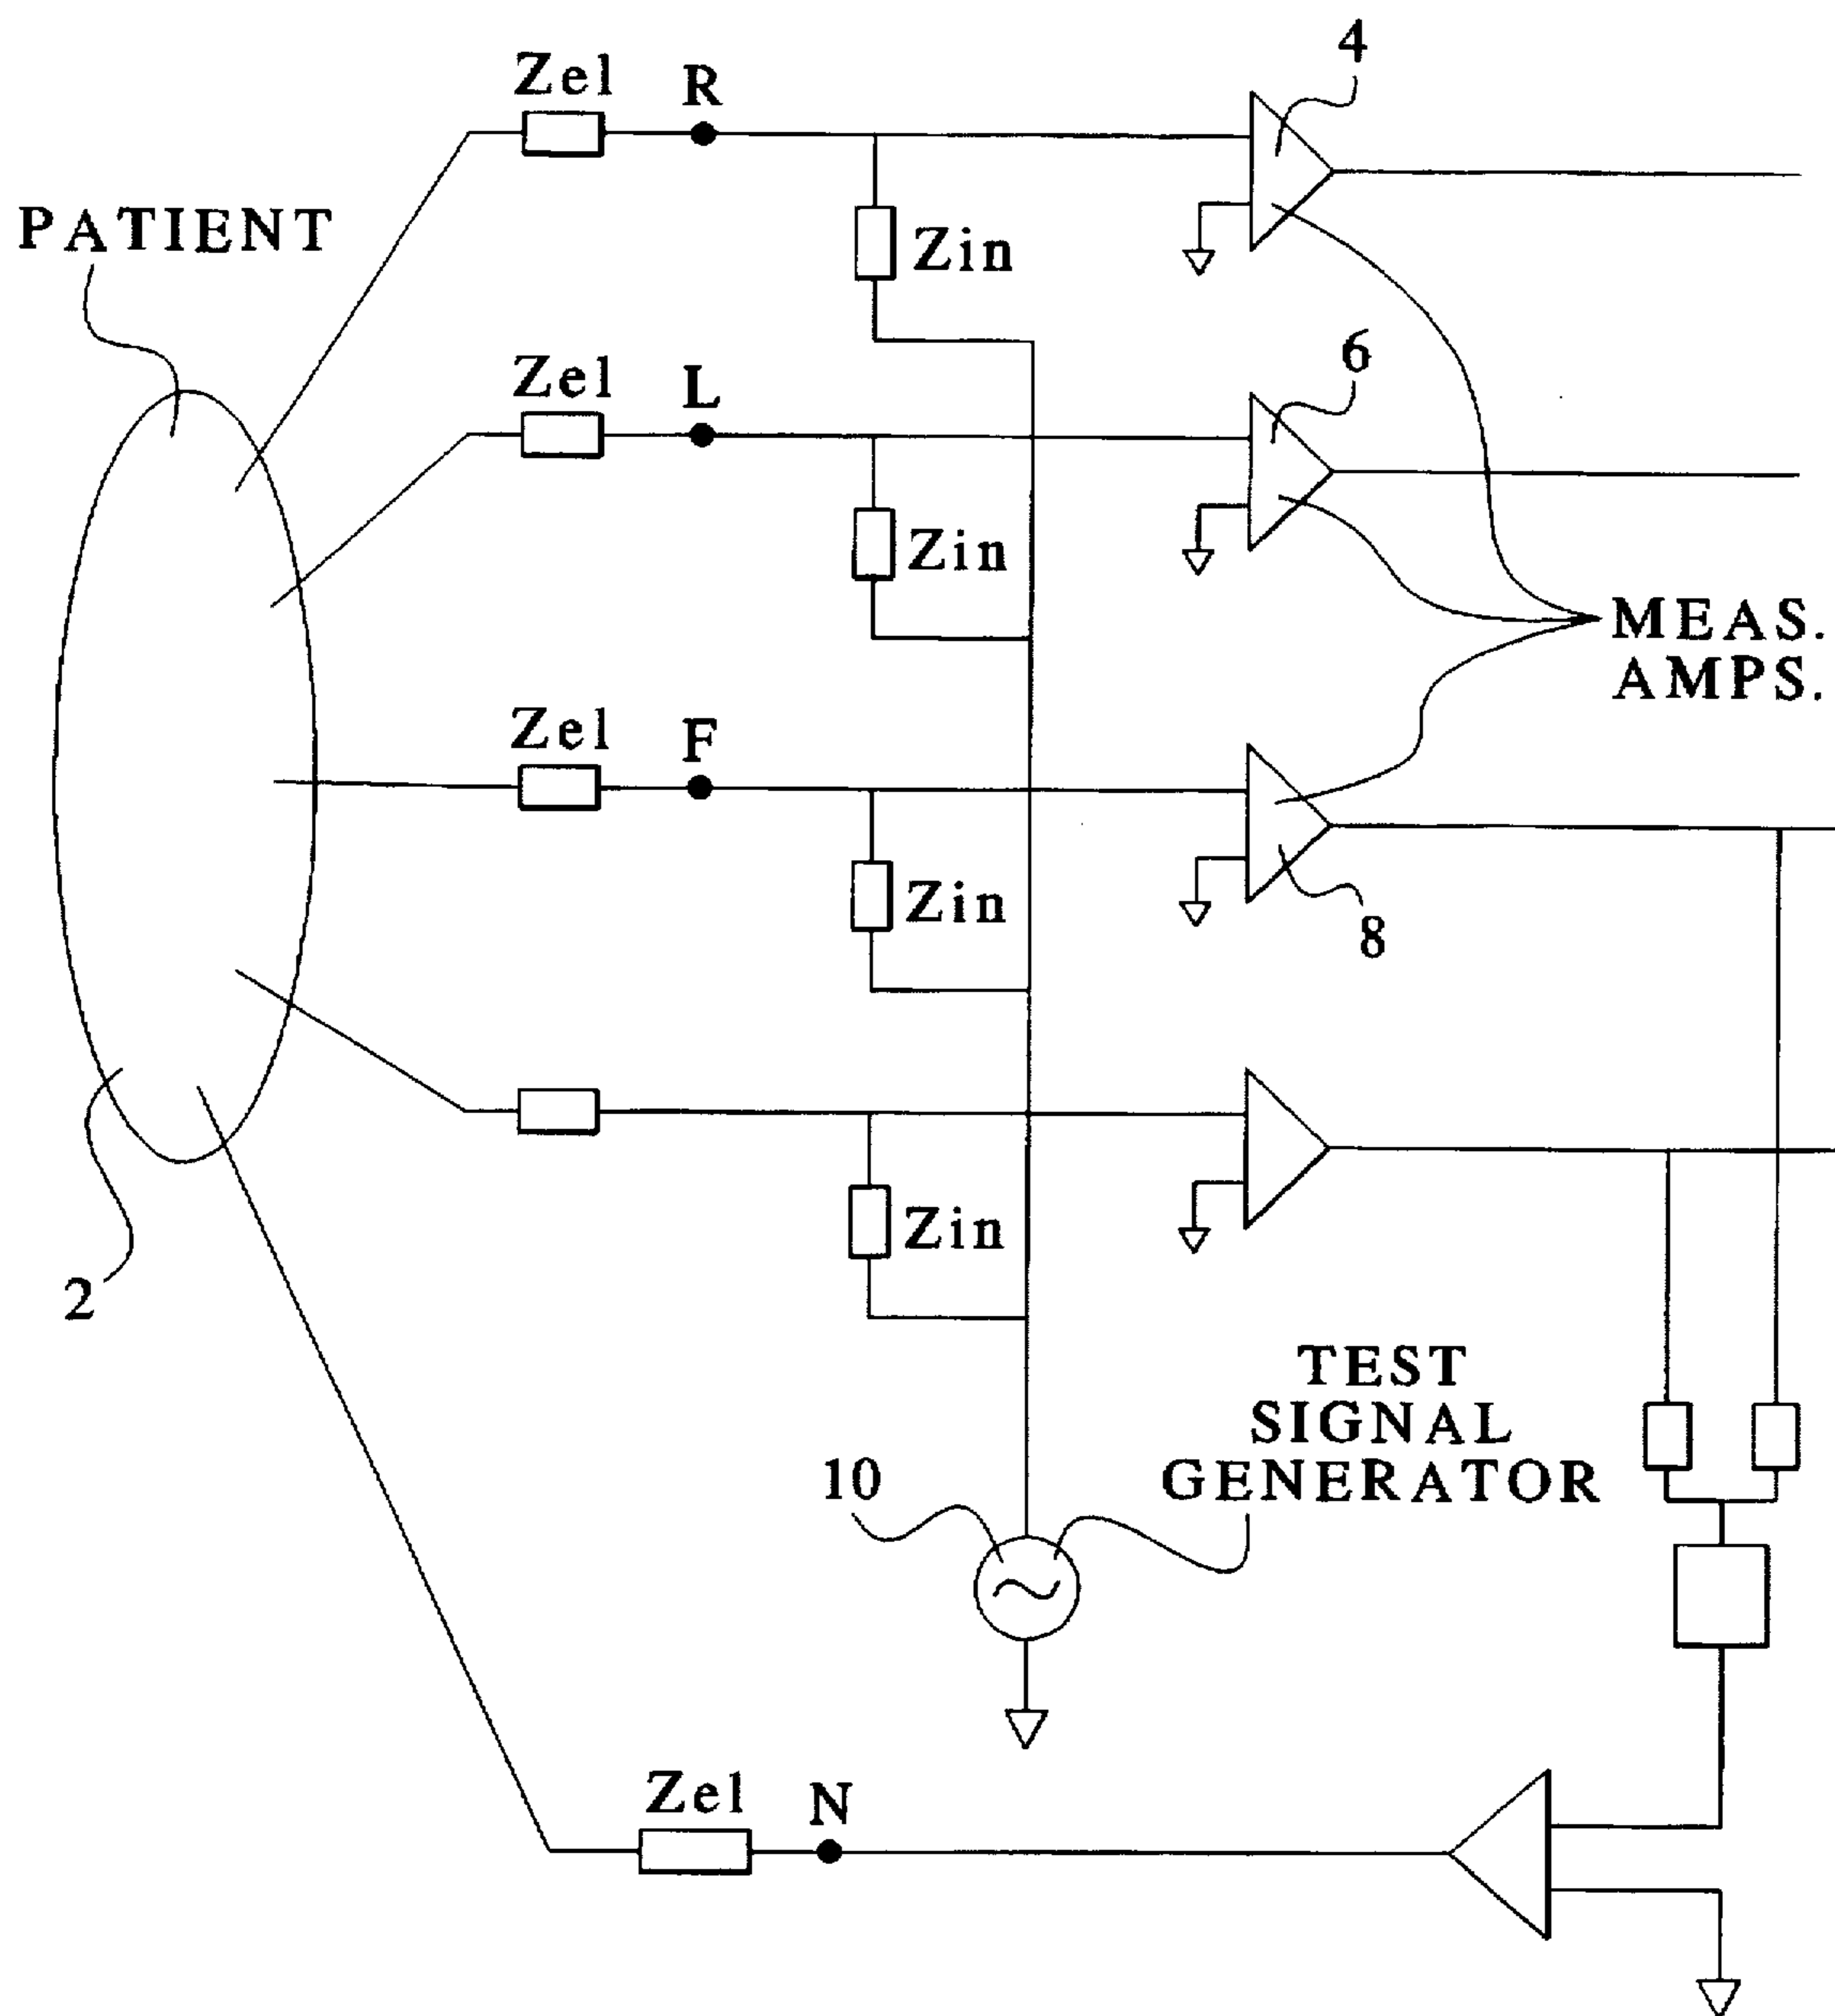 4
Zel R
PATIENT
Zin
6
Zel L
Zin
MEAS.
AMPS.
Zel F
Zin
8
Zin
2
TEST
SIGNAL
GENERATOR
10
Zel N